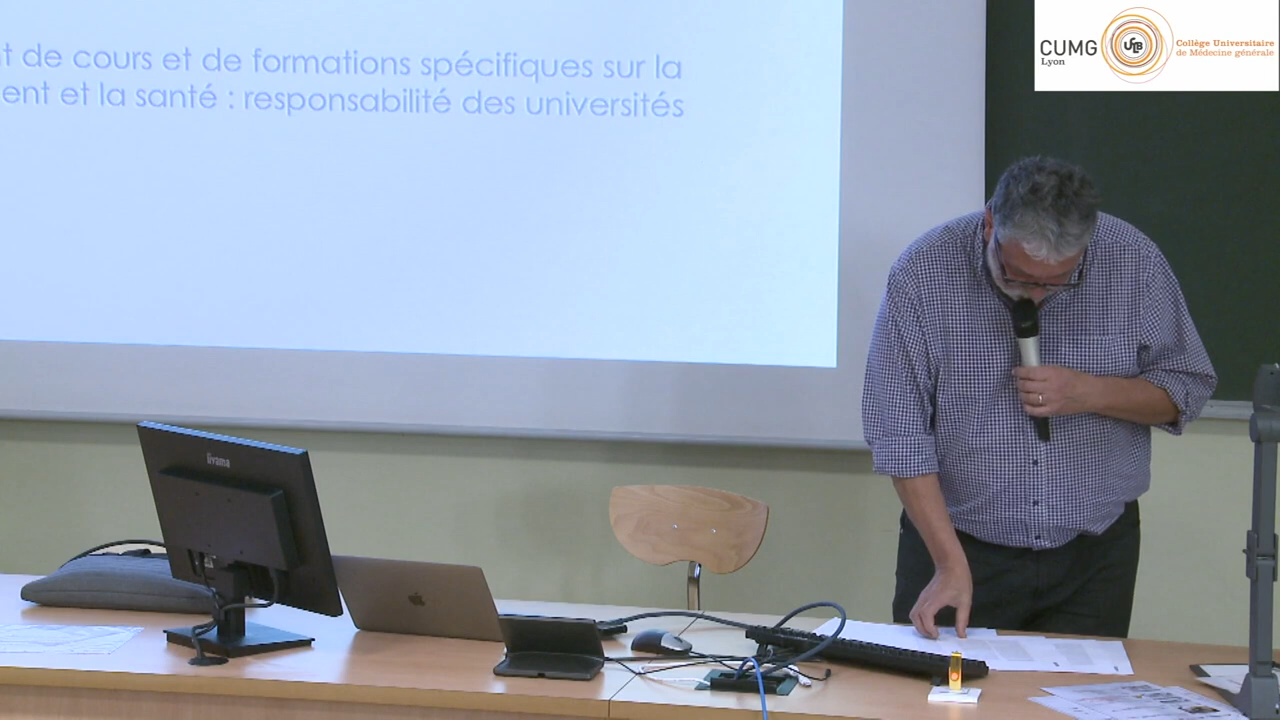 t de cours et de formations spécifiques sur la
ent et la santé : responsabilité des universités
CUMG
Lyon
UCLB
Collège Universitaire
de Médecine générale
iiyama